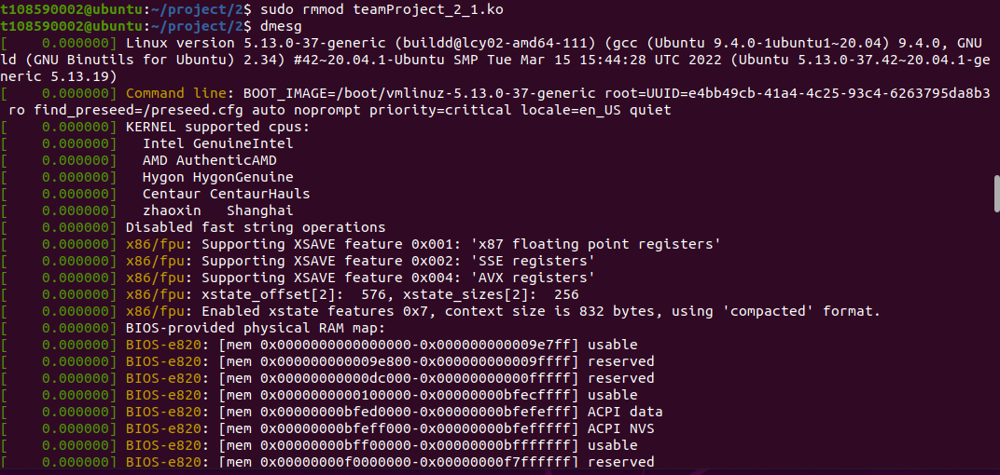 t108590002@ubuntu:~/project/2$ sudo rmmod teamProject_2_1.ko
t108590002@ubuntu:~/project/2$ dmesg
[    0.000000] Linux version 5.13.0-37-generic (buildd@lcy02-amd64-111) (gcc (Ubuntu 9.4.0-1ubuntu1~20.04) 9.4.0, GNU
ld (GNU Binutils for Ubuntu) 2.34) #42~20.04.1-Ubuntu SMP Tue Mar 15 15:44:28 UTC 2022 (Ubuntu 5.13.0-37.42~20.04.1-ge
neric 5.13.19)
[    0.000000] Command line: BOOT_IMAGE=/boot/vmlinuz-5.13.0-37-generic root=UUID=e4bb49cb-41a4-4c25-93c4-6263795da8b3
 ro find_preseed=/preseed.cfg auto noprompt priority=critical locale=en_US quiet
[    0.000000] KERNEL supported cpus:
[    0.000000]   Intel GenuineIntel
[    0.000000]   AMD AuthenticAMD
[    0.000000]   Hygon HygonGenuine
[    0.000000]   Centaur CentaurHauls
[    0.000000]   zhaoxin   Shanghai
[    0.000000] Disabled fast string operations
[    0.000000] x86/fpu: Supporting XSAVE feature 0x001: 'x87 floating point registers'
[    0.000000] x86/fpu: Supporting XSAVE feature 0x002: 'SSE registers'
[    0.000000] x86/fpu: Supporting XSAVE feature 0x004: 'AVX registers'
[    0.000000] x86/fpu: xstate_offset[2]:  576, xstate_sizes[2]:  256
[    0.000000] x86/fpu: Enabled xstate features 0x7, context size is 832 bytes, using 'compacted' format.
[    0.000000] BIOS-provided physical RAM map:
[    0.000000] BIOS-e820: [mem 0x0000000000000000-0x000000000009e7ff] usable
[    0.000000] BIOS-e820: [mem 0x000000000009e800-0x000000000009ffff] reserved
[    0.000000] BIOS-e820: [mem 0x00000000000dc000-0x00000000000fffff] reserved
[    0.000000] BIOS-e820: [mem 0x0000000000100000-0x00000000bfecffff] usable
[    0.000000] BIOS-e820: [mem 0x00000000bfed0000-0x00000000bfefefff] ACPI data
[    0.000000] BIOS-e820: [mem 0x00000000bfeff000-0x00000000bfefffff] ACPI NVS
[    0.000000] BIOS-e820: [mem 0x00000000bff00000-0x00000000bfffffff] usable
[    0.000000] BIOS-e820: [mem 0x00000000f0000000-0x00000000f7ffffff] reserved